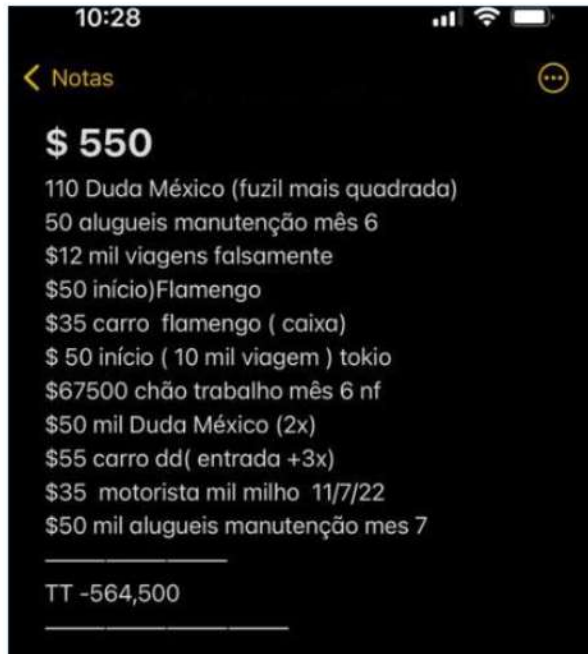 10:28
Notas
$ 550
110 Duda México (fuzil mais quadrada)
50 alugueis manutenção mês 6
$12 mil viagens falsamente
$50 início)Flamengo
$35 carro flamengo ( caixa)
$ 50 início ( 10 mil viagem ) tokio
$67500 chão trabalho mês 6 nf
$50 mil Duda México (2x)
$55 carro dd( entrada +3x)
$35 motorista mil milho 11/7/22
$50 mil alugueis manutenção mes 7
TT -564,500